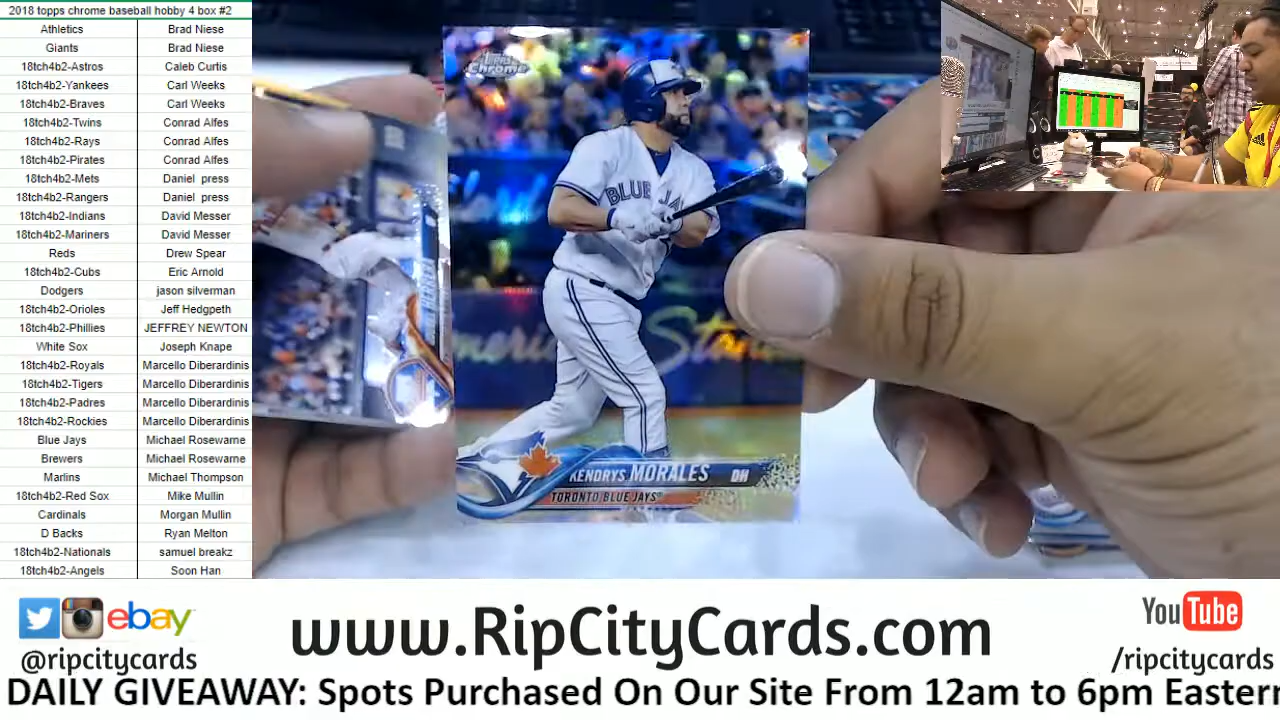 2018 topps chrome baseball hobby 4 box #2
Athletics Brad Niese
Giants Brad Niese
18tch4b2-Astros Caleb Curtis
18tch4b2-Yankees Carl Weeks
18tch4b2-Braves Carl Weeks
18tch4b2-Twins Conrad Alfes
18tch4b2-Rays Conrad Alfes
18tch4b2-Pirates Conrad Alfes
18tch4b2-Mets Daniel press
18tch4b2-Rangers Daniel press
18tch4b2-Indians David Messer
18tch4b2-Mariners David Messer
Reds Drew Spear
18tch4b2-Cubs Eric Arnold
Dodgers jason silverman
18tch4b2-Orioles Jeff Hedgpeth
18tch4b2-Phillies JEFFREY NEWTON
White Sox Joseph Knape
18tch4b2-Royals Marcello Diberardinis
18tch4b2-Tigers Marcello Diberardinis
18tch4b2-Padres Marcello Diberardinis
18tch4b2-Rockies Marcello Diberardinis
Blue Jays Michael Rosewarne
Brewers Michael Rosewarne
Marlins Michael Thompson
18tch4b2-Red Sox Mike Mullin
Cardinals Morgan Mullin
D Backs Ryan Melton
18tch4b2-Nationals samuel breakz
18tch4b2-Angels Soon Han
Topps Chrome
BLUE JA
KENDRYS MORALES DH
TORONTO BLUE JAYS
ebay
@ripcitycards
www.RipCityCards.com
YouTube
/ripcitycards
DAILY GIVEAWAY: Spots Purchased On Our Site From 12am to 6pm Eastern